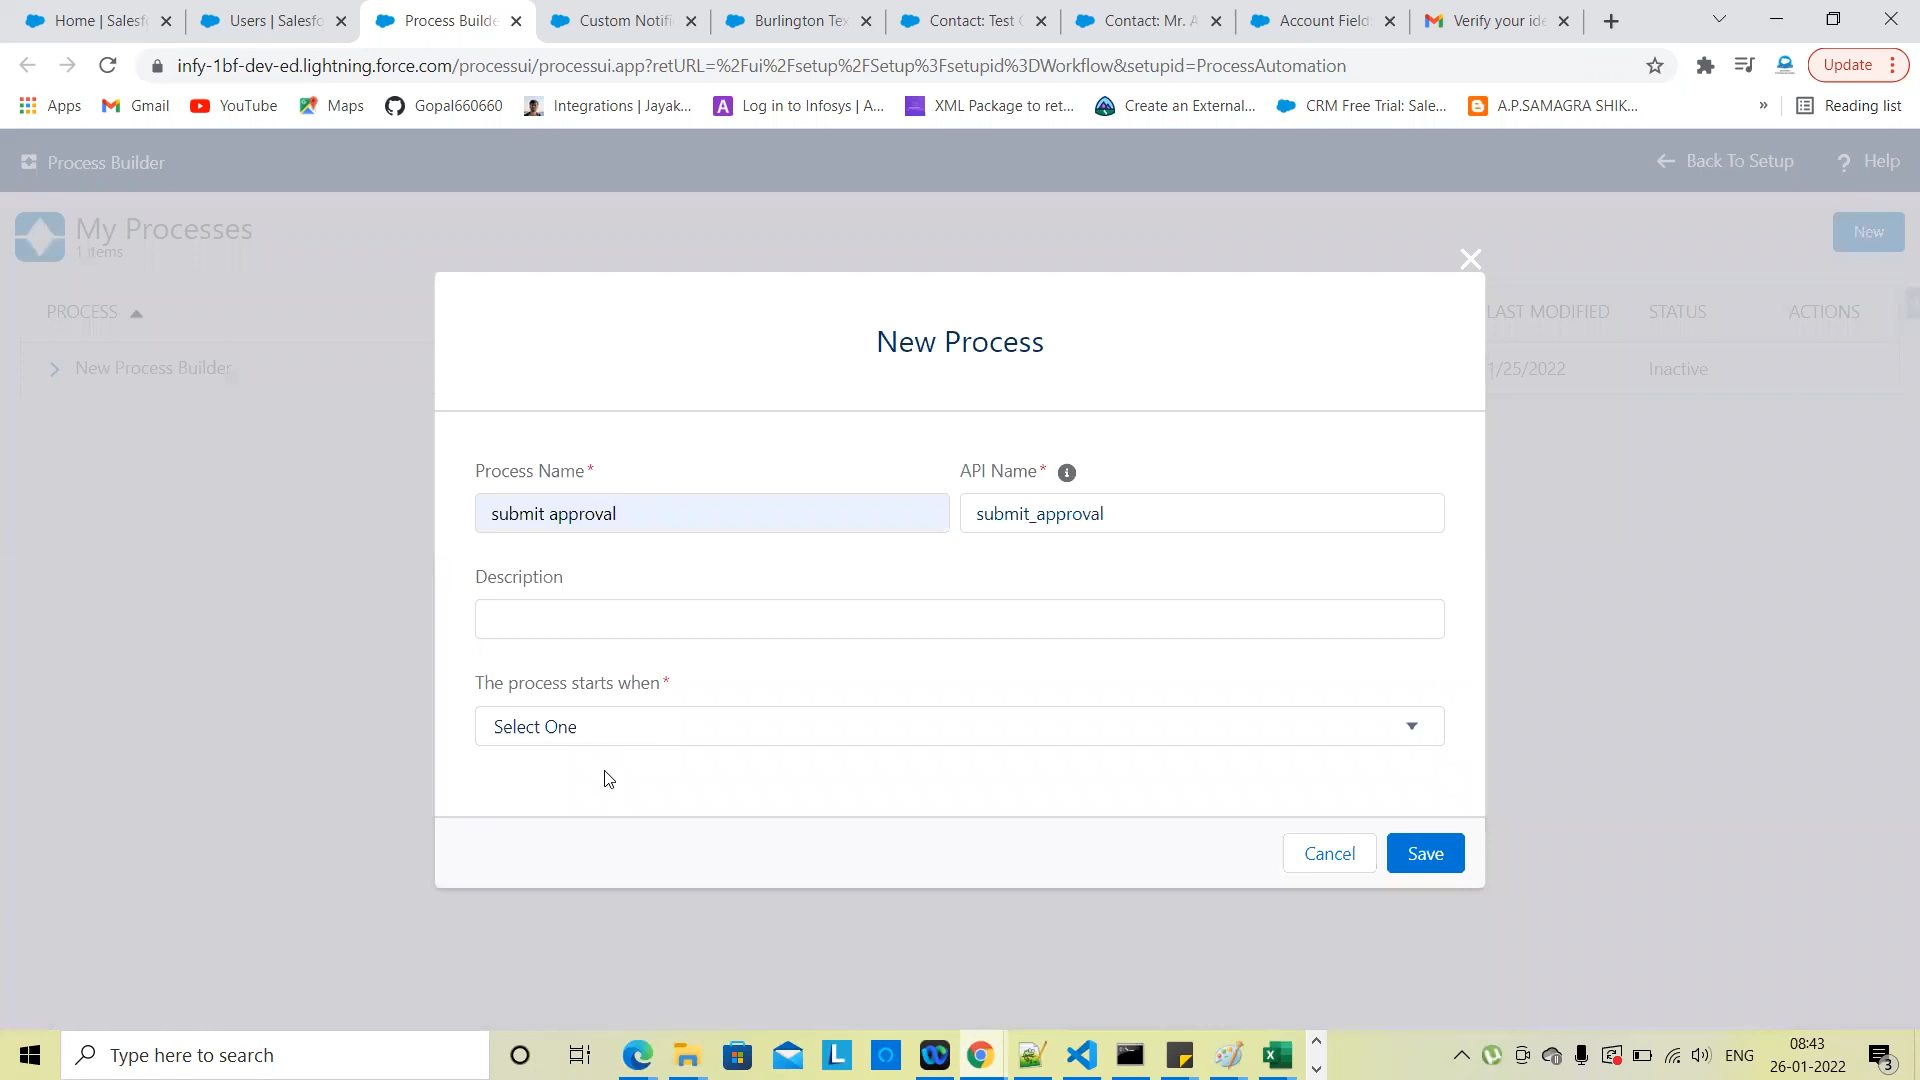 Home | Salesf
Users | Salesfo
Process Builde
Custom Notifi
Burlington Tex
Contact: Test C
Contact: Mr. A
Account Field
Verify your ide
infy-1bf-dev-ed.lightning.force.com/processui/processui.app?retURL=%2Fui%2Fsetup%2FSetup%3Fsetupid%3DWorkflow&setupid=ProcessAutomation
Update
Apps
Gmail
YouTube
Maps
Gopal660060
Integrations | Jayak...
Log in to Infosys | A...
XML Package to ret...
Create an External...
CRM Free Trial: Sale...
A.P.SAMAGRA SHIK...
»
Reading list
Process Builder
Back To Setup
? Help
My Processes
1 items
New
PROCESS
LAST MODIFIED
STATUS
ACTIONS
New Process Builder
1/25/2022
Inactive
New Process
Process Name*
API Name*
submit approval
submit_approval
Description
The process starts when*
Select One
Cancel
Save
Type here to search
ENG
08:43
26-01-2022
3